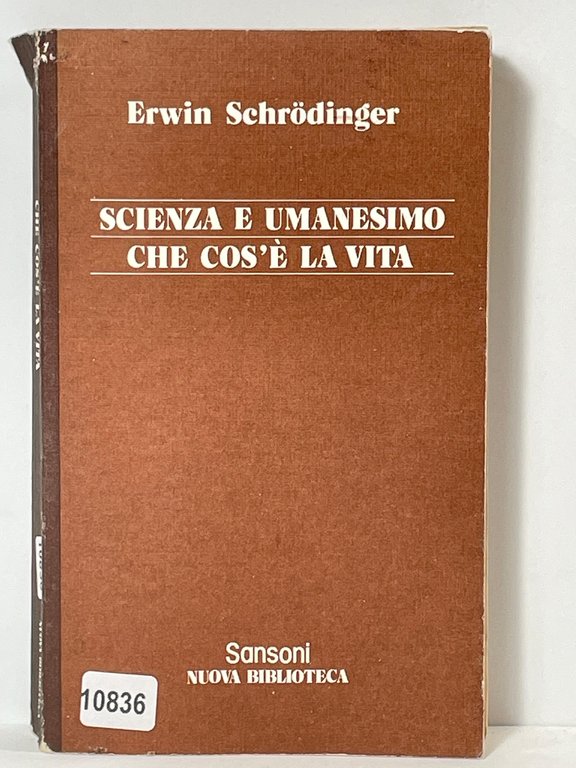 Erwin Schrödinger
SCIENZA E UMANESIMO
CHE COS'È LA VITA
Sansoni
NUOVA BIBLIOTECA
10836
CHE COS'È LA VITA